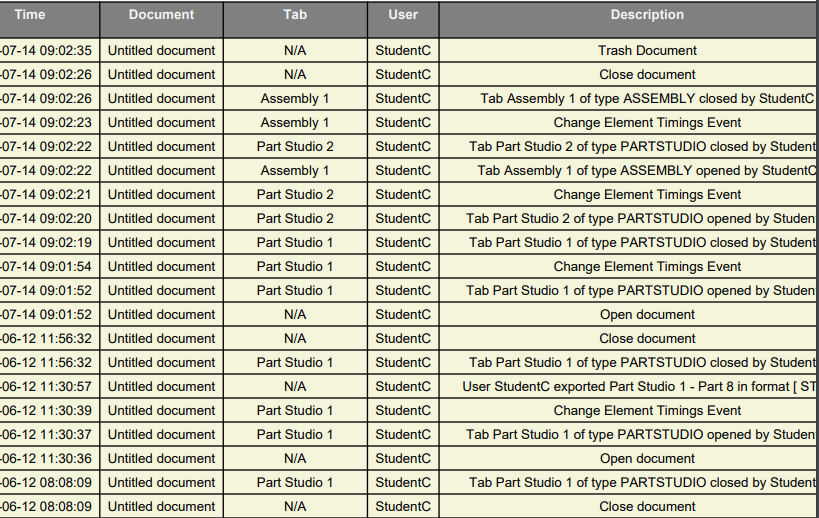 Time Document Tab User Description
-07-14 09:02:35 Untitled document N/A StudentC Trash Document
-07-14 09:02:26 Untitled document N/A StudentC Close document
-07-14 09:02:26 Untitled document Assembly 1 StudentC Tab Assembly 1 of type ASSEMBLY closed by StudentC
-07-14 09:02:23 Untitled document Assembly 1 StudentC Change Element Timings Event
-07-14 09:02:22 Untitled document Part Studio 2 StudentC Tab Part Studio 2 of type PARTSTUDIO closed by Student
-07-14 09:02:22 Untitled document Assembly 1 StudentC Tab Assembly 1 of type ASSEMBLY opened by StudentC
-07-14 09:02:21 Untitled document Part Studio 2 StudentC Change Element Timings Event
-07-14 09:02:20 Untitled document Part Studio 2 StudentC Tab Part Studio 2 of type PARTSTUDIO opened by Studen
-07-14 09:02:19 Untitled document Part Studio 1 StudentC Tab Part Studio 1 of type PARTSTUDIO closed by Student
-07-14 09:01:54 Untitled document Part Studio 1 StudentC Change Element Timings Event
-07-14 09:01:52 Untitled document Part Studio 1 StudentC Tab Part Studio 1 of type PARTSTUDIO opened by Studen
-07-14 09:01:52 Untitled document N/A StudentC Open document
-06-12 11:56:32 Untitled document N/A StudentC Close document
-06-12 11:56:32 Untitled document Part Studio 1 StudentC Tab Part Studio 1 of type PARTSTUDIO closed by Student
-06-12 11:30:57 Untitled document N/A StudentC User StudentC exported Part Studio 1 - Part 8 in format [ ST
-06-12 11:30:39 Untitled document Part Studio 1 StudentC Change Element Timings Event
-06-12 11:30:37 Untitled document Part Studio 1 StudentC Tab Part Studio 1 of type PARTSTUDIO opened by Studen
-06-12 11:30:36 Untitled document N/A StudentC Open document
-06-12 08:08:09 Untitled document Part Studio 1 StudentC Tab Part Studio 1 of type PARTSTUDIO closed by Student
-06-12 08:08:09 Untitled document N/A StudentC Close document